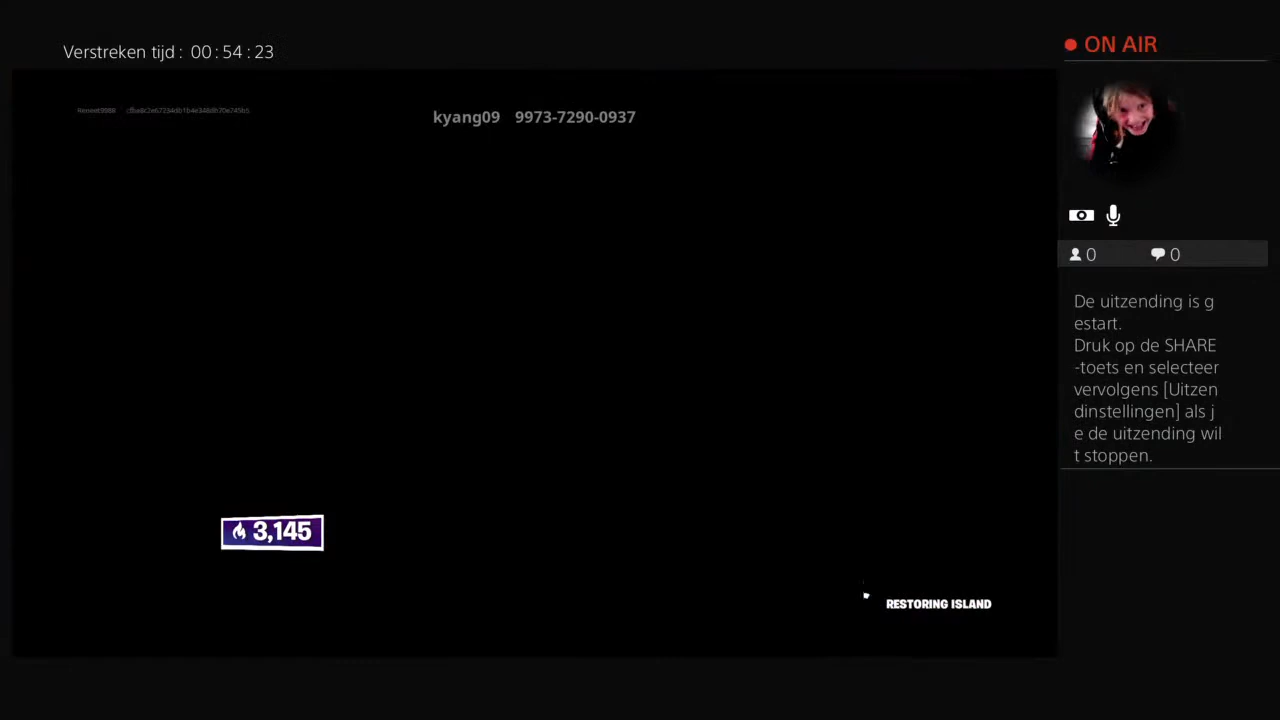 Verstreken tijd: 00:54:23
ON AIR
kyang09 9973-7290-0937
0 0
De uitzending is g
estart.
Druk op de SHARE
-toets en selecteer
vervolgens [Uitzen
dinstellingen] als j
e de uitzending wil
t stoppen.
3,145
RESTORING ISLAND